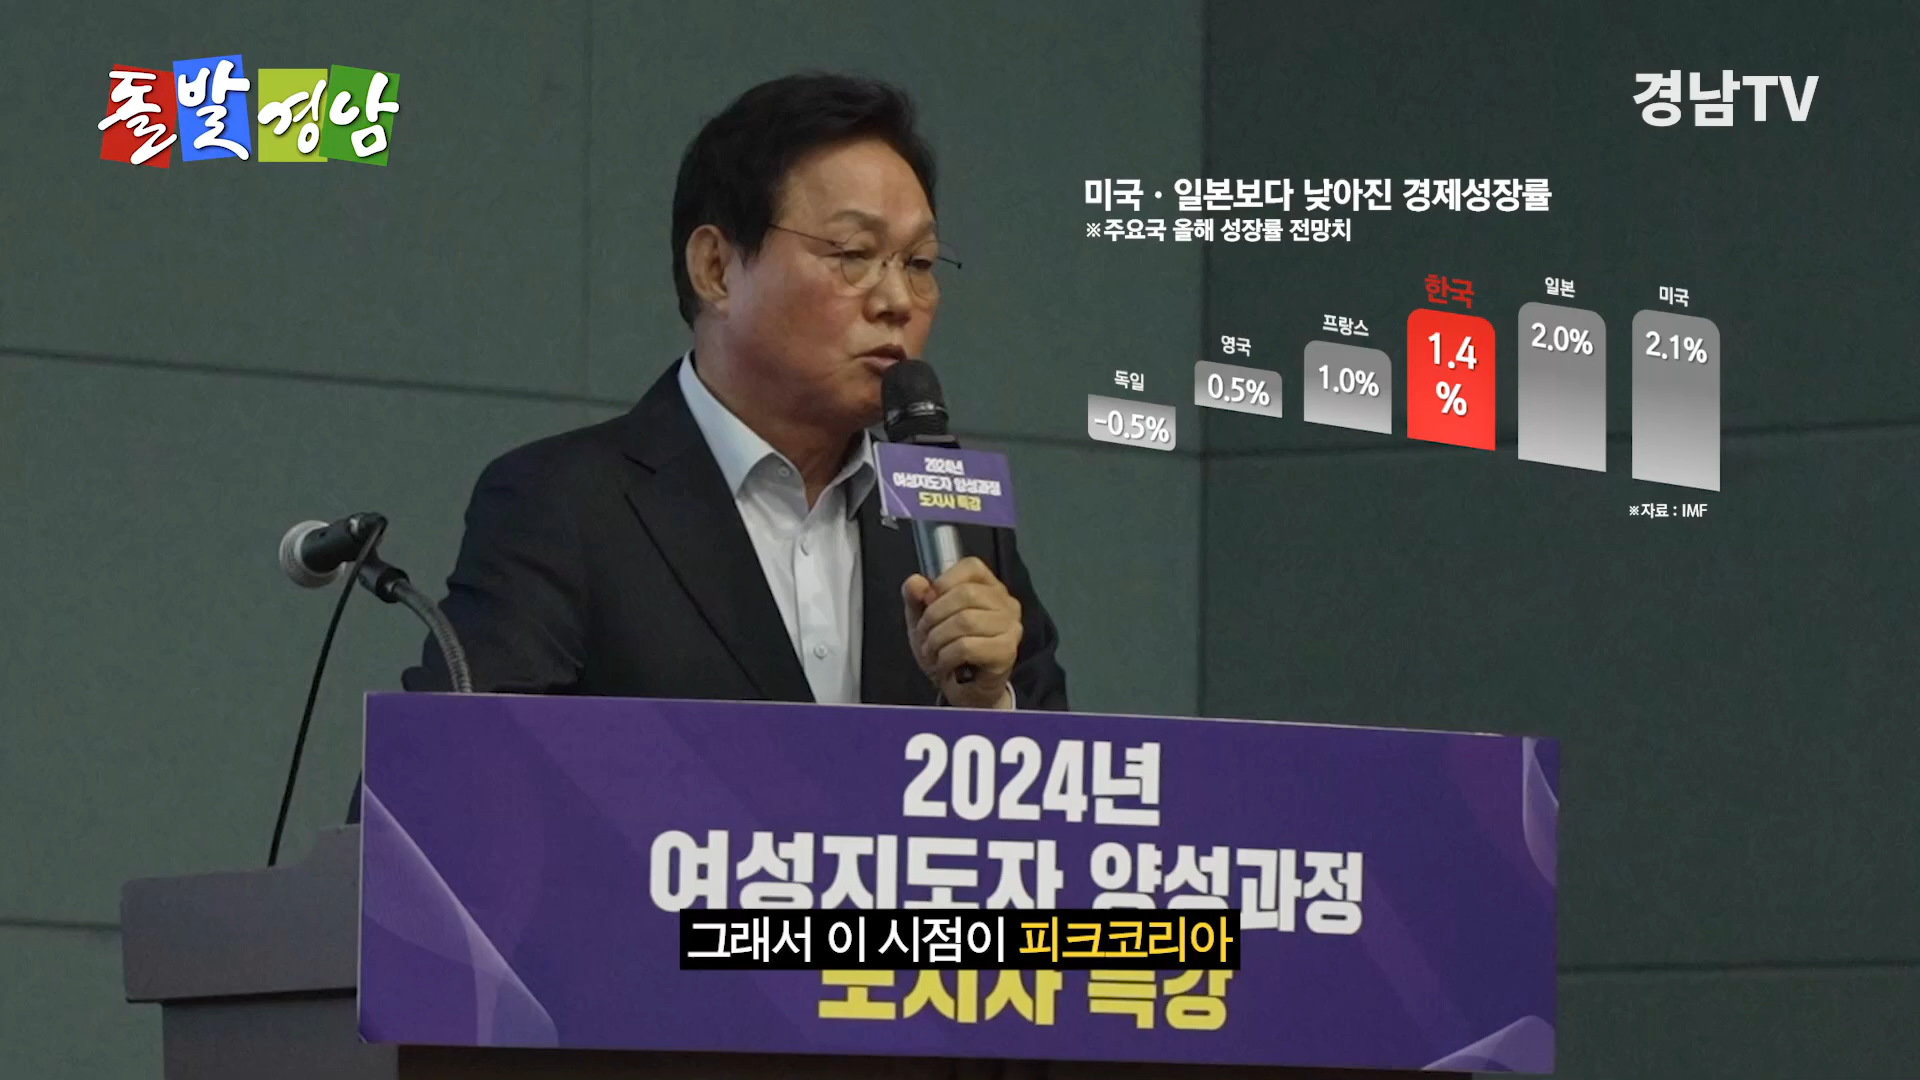 돌발경남
경남TV
미국·일본보다 낮아진 경제성장률
※주요국 올해 성장률 전망치
독일
-0.5%
영국
0.5%
프랑스
1.0%
한국
1.4
%
일본
2.0%
미국
2.1%
※자료 : IMF
2024년
여성지도자 양성과정
도지사 특강
2024년
여성지도자 양성과정
그래서 이 시점이 피크코리아
도지사 특강